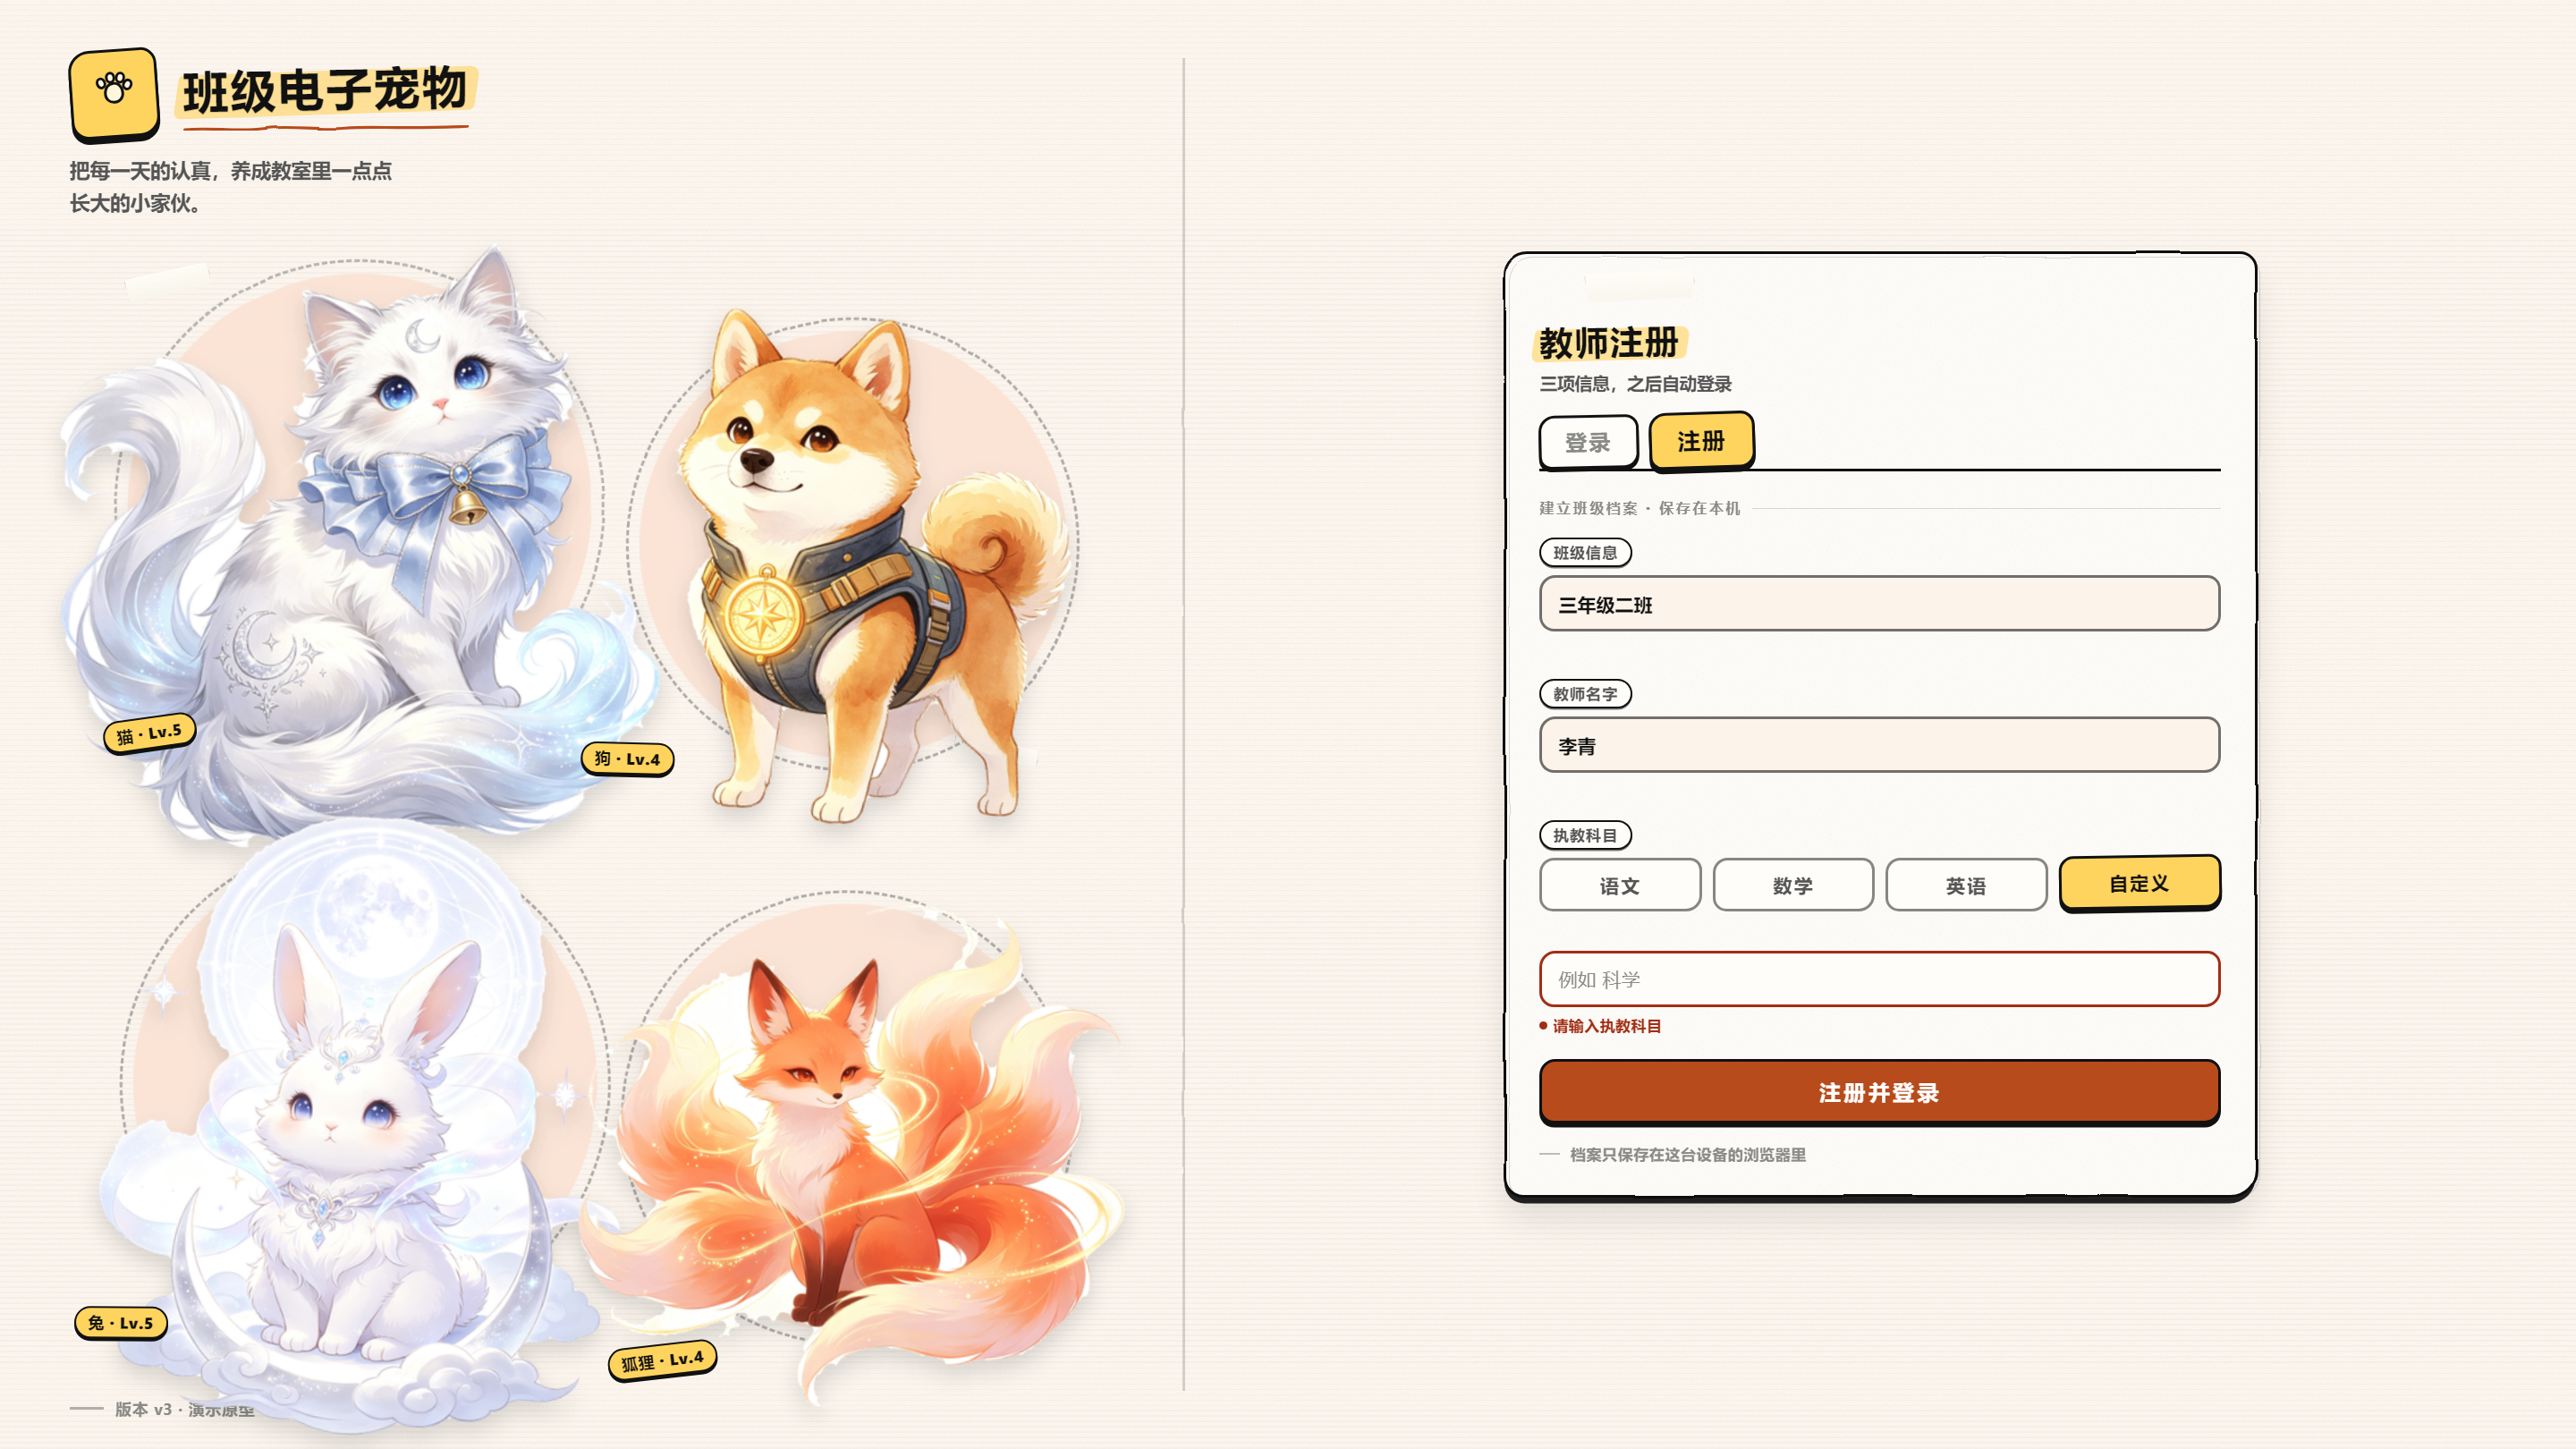 班级电子宠物
把每一天的认真，养成教室里一点点
长大的小家伙。
猫 · Lv.5
狗 · Lv.4
兔 · Lv.5
狐狸 · Lv.4
版本 v3 · 演示原型
教师注册
三项信息，之后自动登录
登录
注册
建立班级档案 · 保存在本机
班级信息
三年级二班
教师名字
李青
执教科目
语文
数学
英语
自定义
例如 科学
请输入执教科目
注册并登录
档案只保存在这台设备的浏览器里